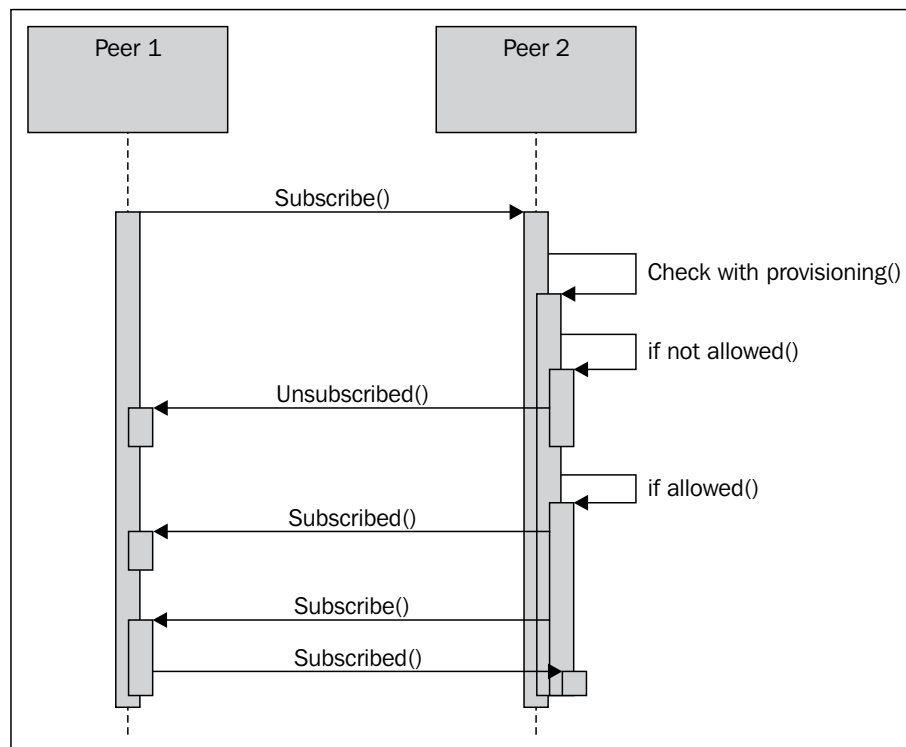 Peer 1
Peer 2
Subscribe()
Check with provisioning()
if not allowed()
Unsubscribed()
if allowed()
Subscribed()
Subscribe()
Subscribed()